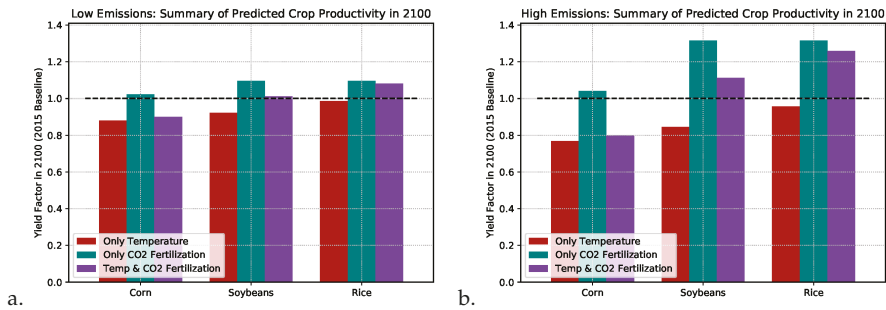 Low Emissions: Summary of Predicted Crop Productivity in 2100
Yield Factor in 2100 (2015 Baseline)
1.4
1.2
1.0
0.8
0.6
0.4
0.2
0.0
Only Temperature
Only CO2 Fertilization
Temp & CO2 Fertilization
Corn Soybeans Rice
a.
High Emissions: Summary of Predicted Crop Productivity in 2100
Yield Factor in 2100 (2015 Baseline)
1.4
1.2
1.0
0.8
0.6
0.4
0.2
0.0
Only Temperature
Only CO2 Fertilization
Temp & CO2 Fertilization
Corn Soybeans Rice
b.